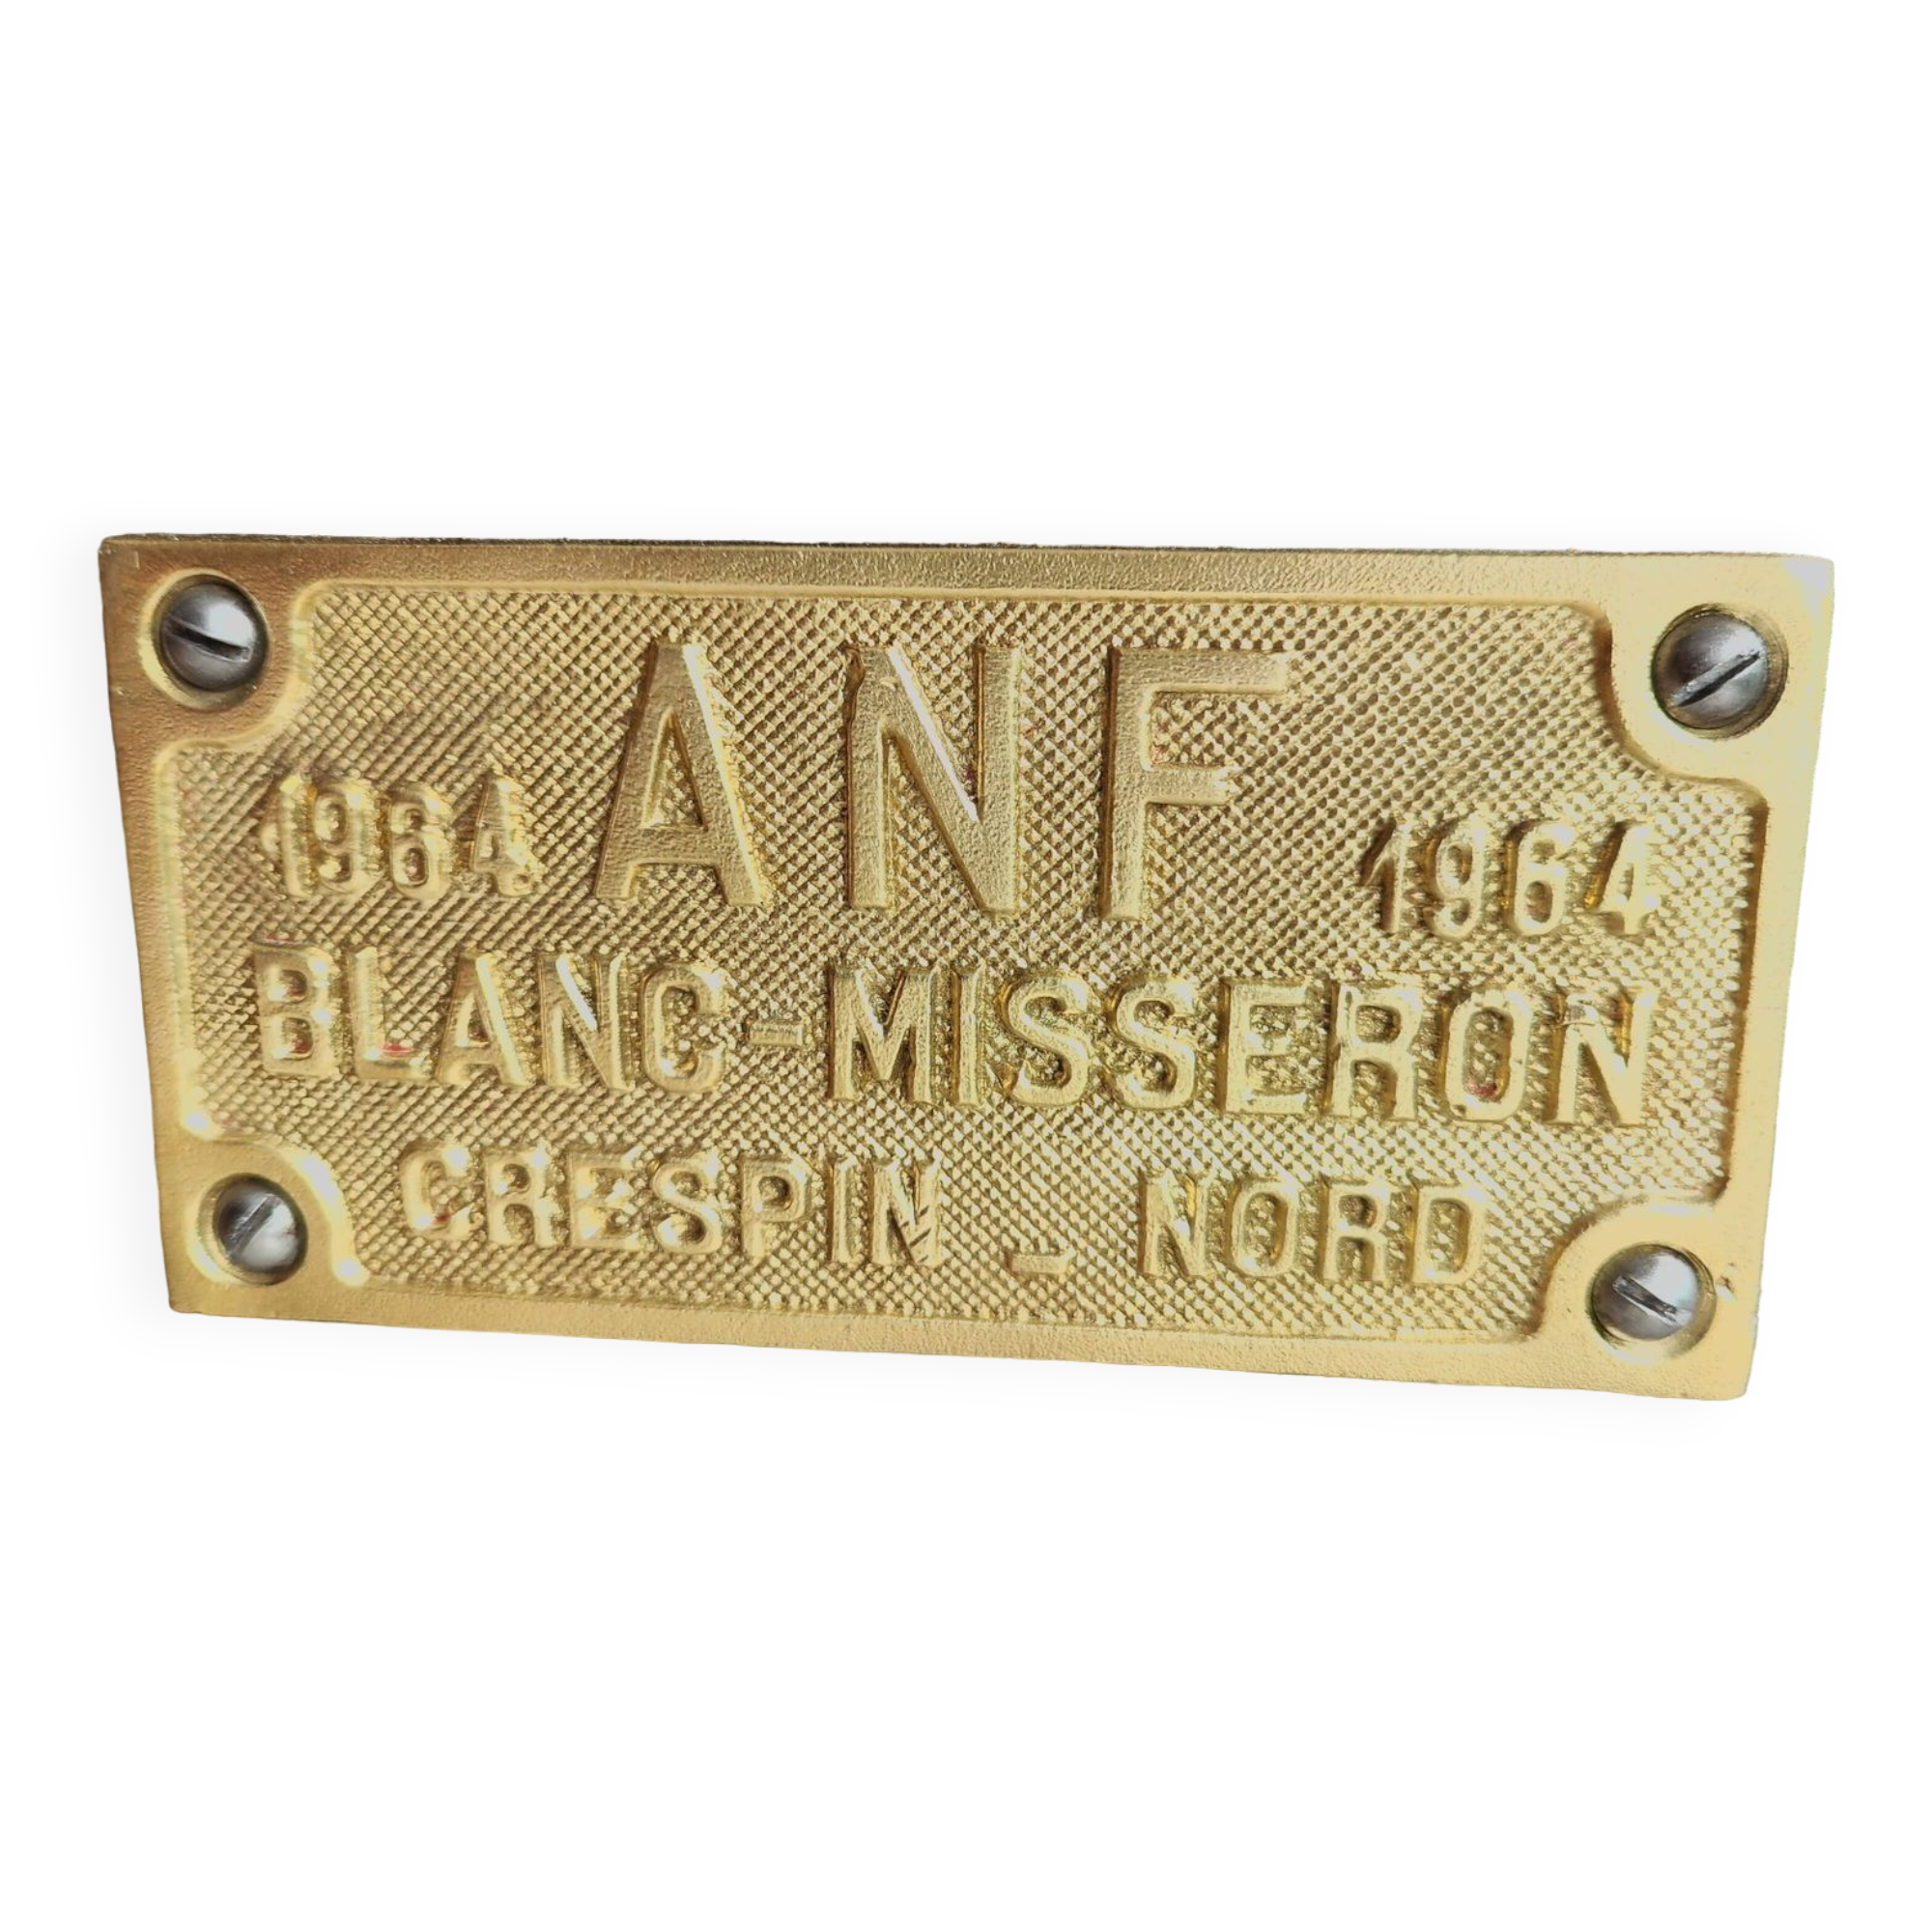 ANF
1964 1964
BLANC-MISSERON
CRESPIN - NORD